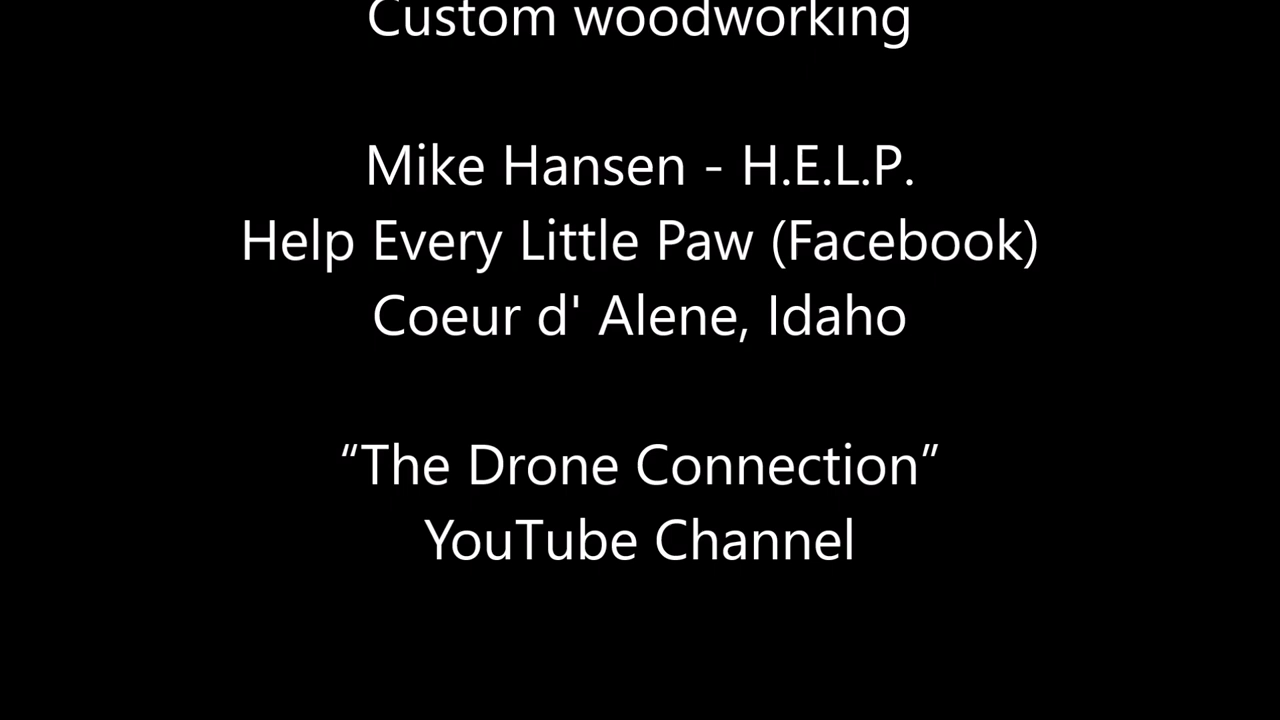 Custom woodworking
Mike Hansen - H.E.L.P.
Help Every Little Paw (Facebook)
Coeur d' Alene, Idaho
“The Drone Connection”
YouTube Channel